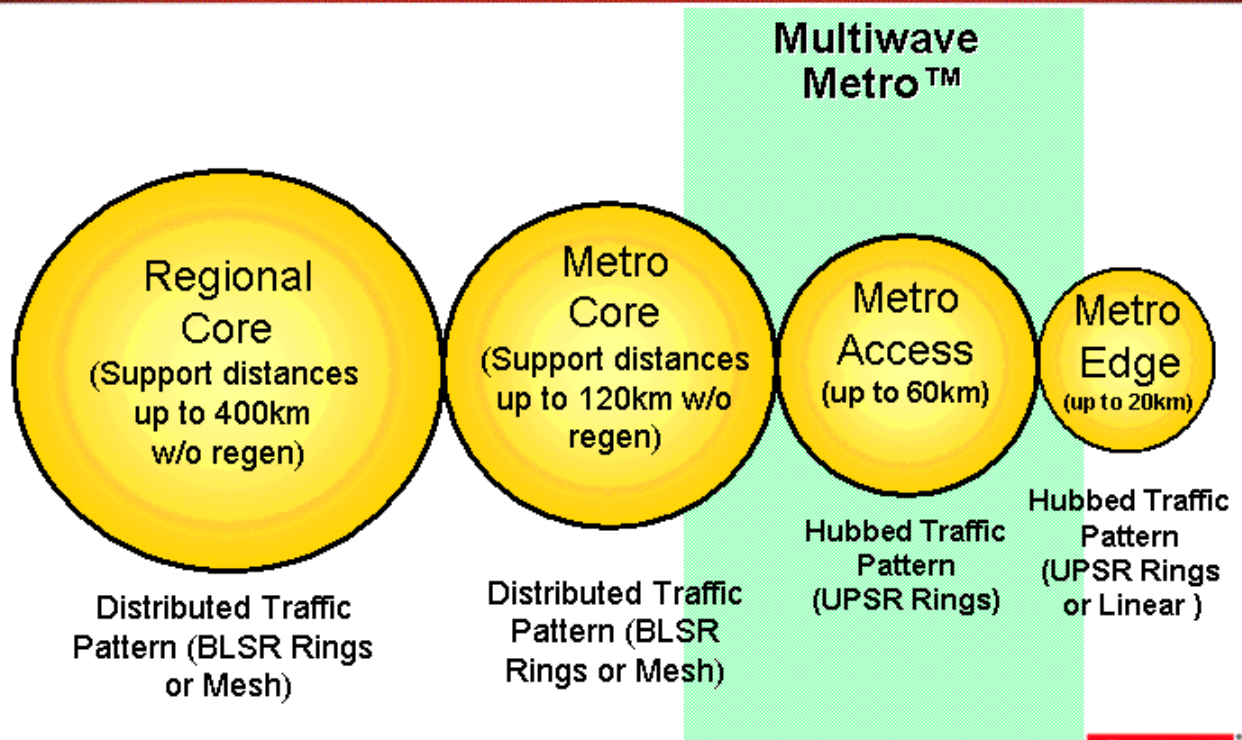 Multiwave
Metro™
Regional
Core
(Support distances
up to 400km
w/o regen)
Distributed Traffic
Pattern (BLSR Rings
or Mesh)
Metro
Core
(Support distances
up to 120km w/o
regen)
Distributed Traffic
Pattern (BLSR
Rings or Mesh)
Metro
Access
(up to 60km)
Hubbed Traffic
Pattern
(UPSR Rings)
Metro
Edge
(up to 20km)
Hubbed Traffic
Pattern
(UPSR Rings
or Linear )